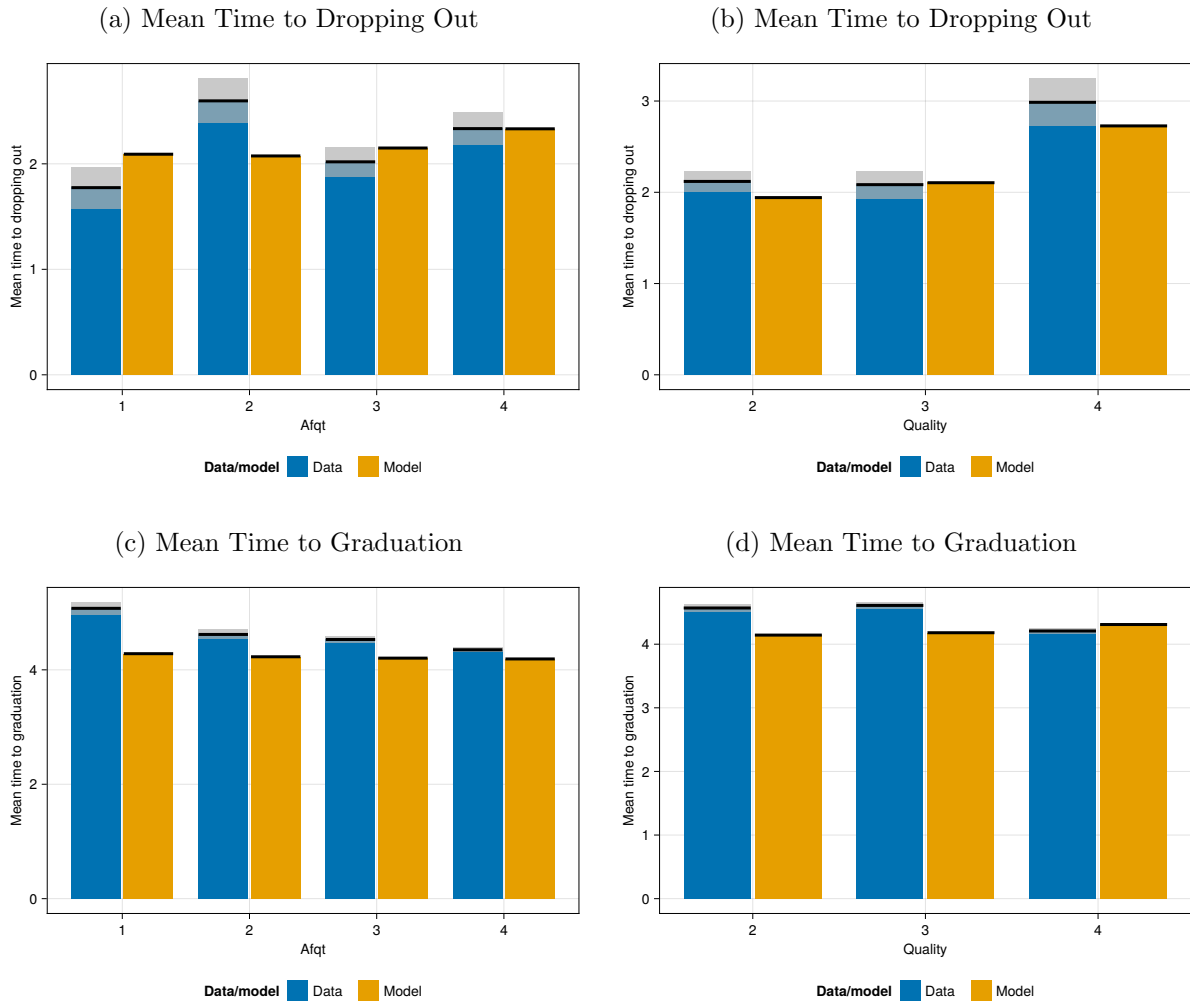 (a) Mean Time to Dropping Out
Mean time to dropping out
2
1
0
1 2 3 4
Afqt
Data/model Data Model
(b) Mean Time to Dropping Out
Mean time to dropping out
3
2
1
0
2 3 4
Quality
Data/model Data Model
(c) Mean Time to Graduation
Mean time to graduation
4
2
0
1 2 3 4
Afqt
Data/model Data Model
(d) Mean Time to Graduation
Mean time to graduation
4
3
2
1
0
2 3 4
Quality
Data/model Data Model